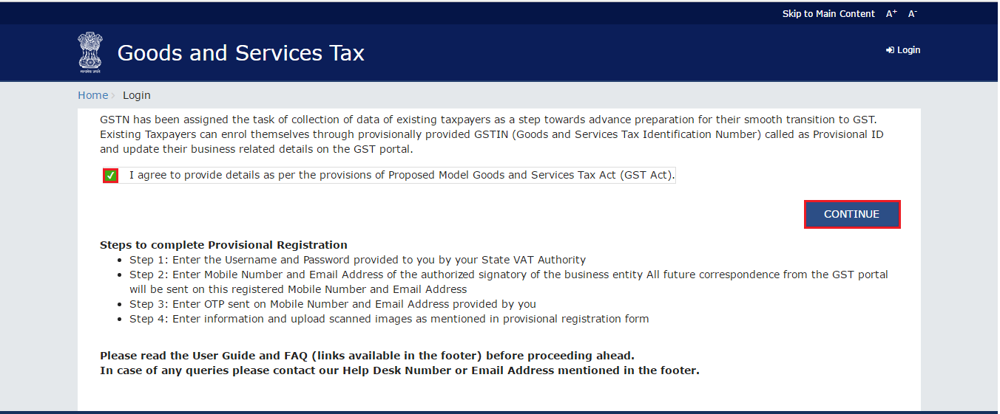 Skip to Main Content A+ A-
Goods and Services Tax
Login
Home › Login
GSTN has been assigned the task of collection of data of existing taxpayers as a step towards advance preparation for their smooth transition to GST.
Existing Taxpayers can enrol themselves through provisionally provided GSTIN (Goods and Services Tax Identification Number) called as Provisional ID
and update their business related details on the GST portal.
I agree to provide details as per the provisions of Proposed Model Goods and Services Tax Act (GST Act).
CONTINUE
Steps to complete Provisional Registration
• Step 1: Enter the Username and Password provided to you by your State VAT Authority
• Step 2: Enter Mobile Number and Email Address of the authorized signatory of the business entity All future correspondence from the GST portal
will be sent on this registered Mobile Number and Email Address
• Step 3: Enter OTP sent on Mobile Number and Email Address provided by you
• Step 4: Enter information and upload scanned images as mentioned in provisional registration form
Please read the User Guide and FAQ (links available in the footer) before proceeding ahead.
In case of any queries please contact our Help Desk Number or Email Address mentioned in the footer.